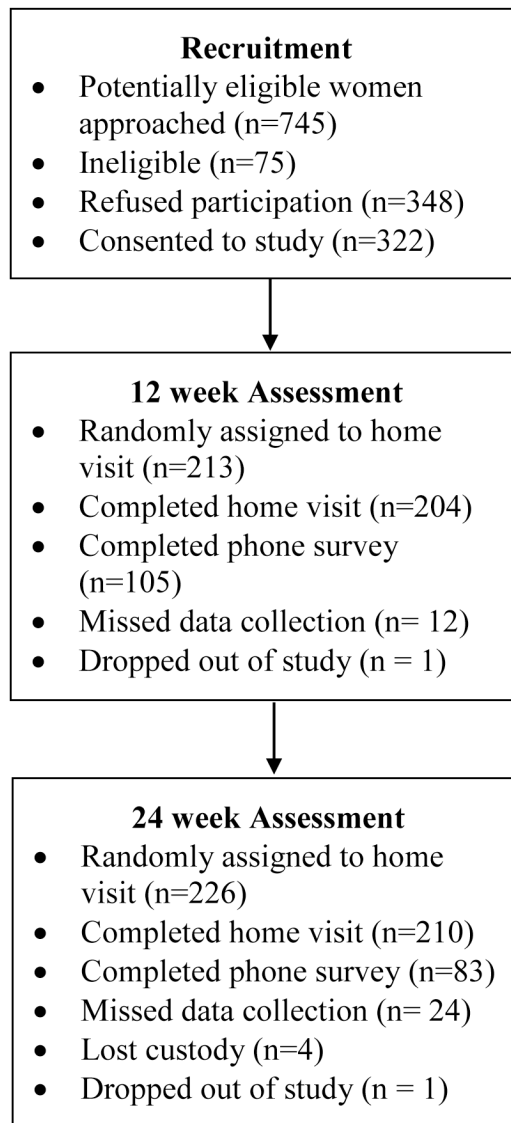 Recruitment
• Potentially eligible women
approached (n=745)
• Ineligible (n=75)
• Refused participation (n=348)
• Consented to study (n=322)
12 week Assessment
• Randomly assigned to home
visit (n=213)
• Completed home visit (n=204)
• Completed phone survey
(n=105)
• Missed data collection (n= 12)
• Dropped out of study (n = 1)
24 week Assessment
• Randomly assigned to home
visit (n=226)
• Completed home visit (n=210)
• Completed phone survey (n=83)
• Missed data collection (n= 24)
• Lost custody (n=4)
• Dropped out of study (n = 1)